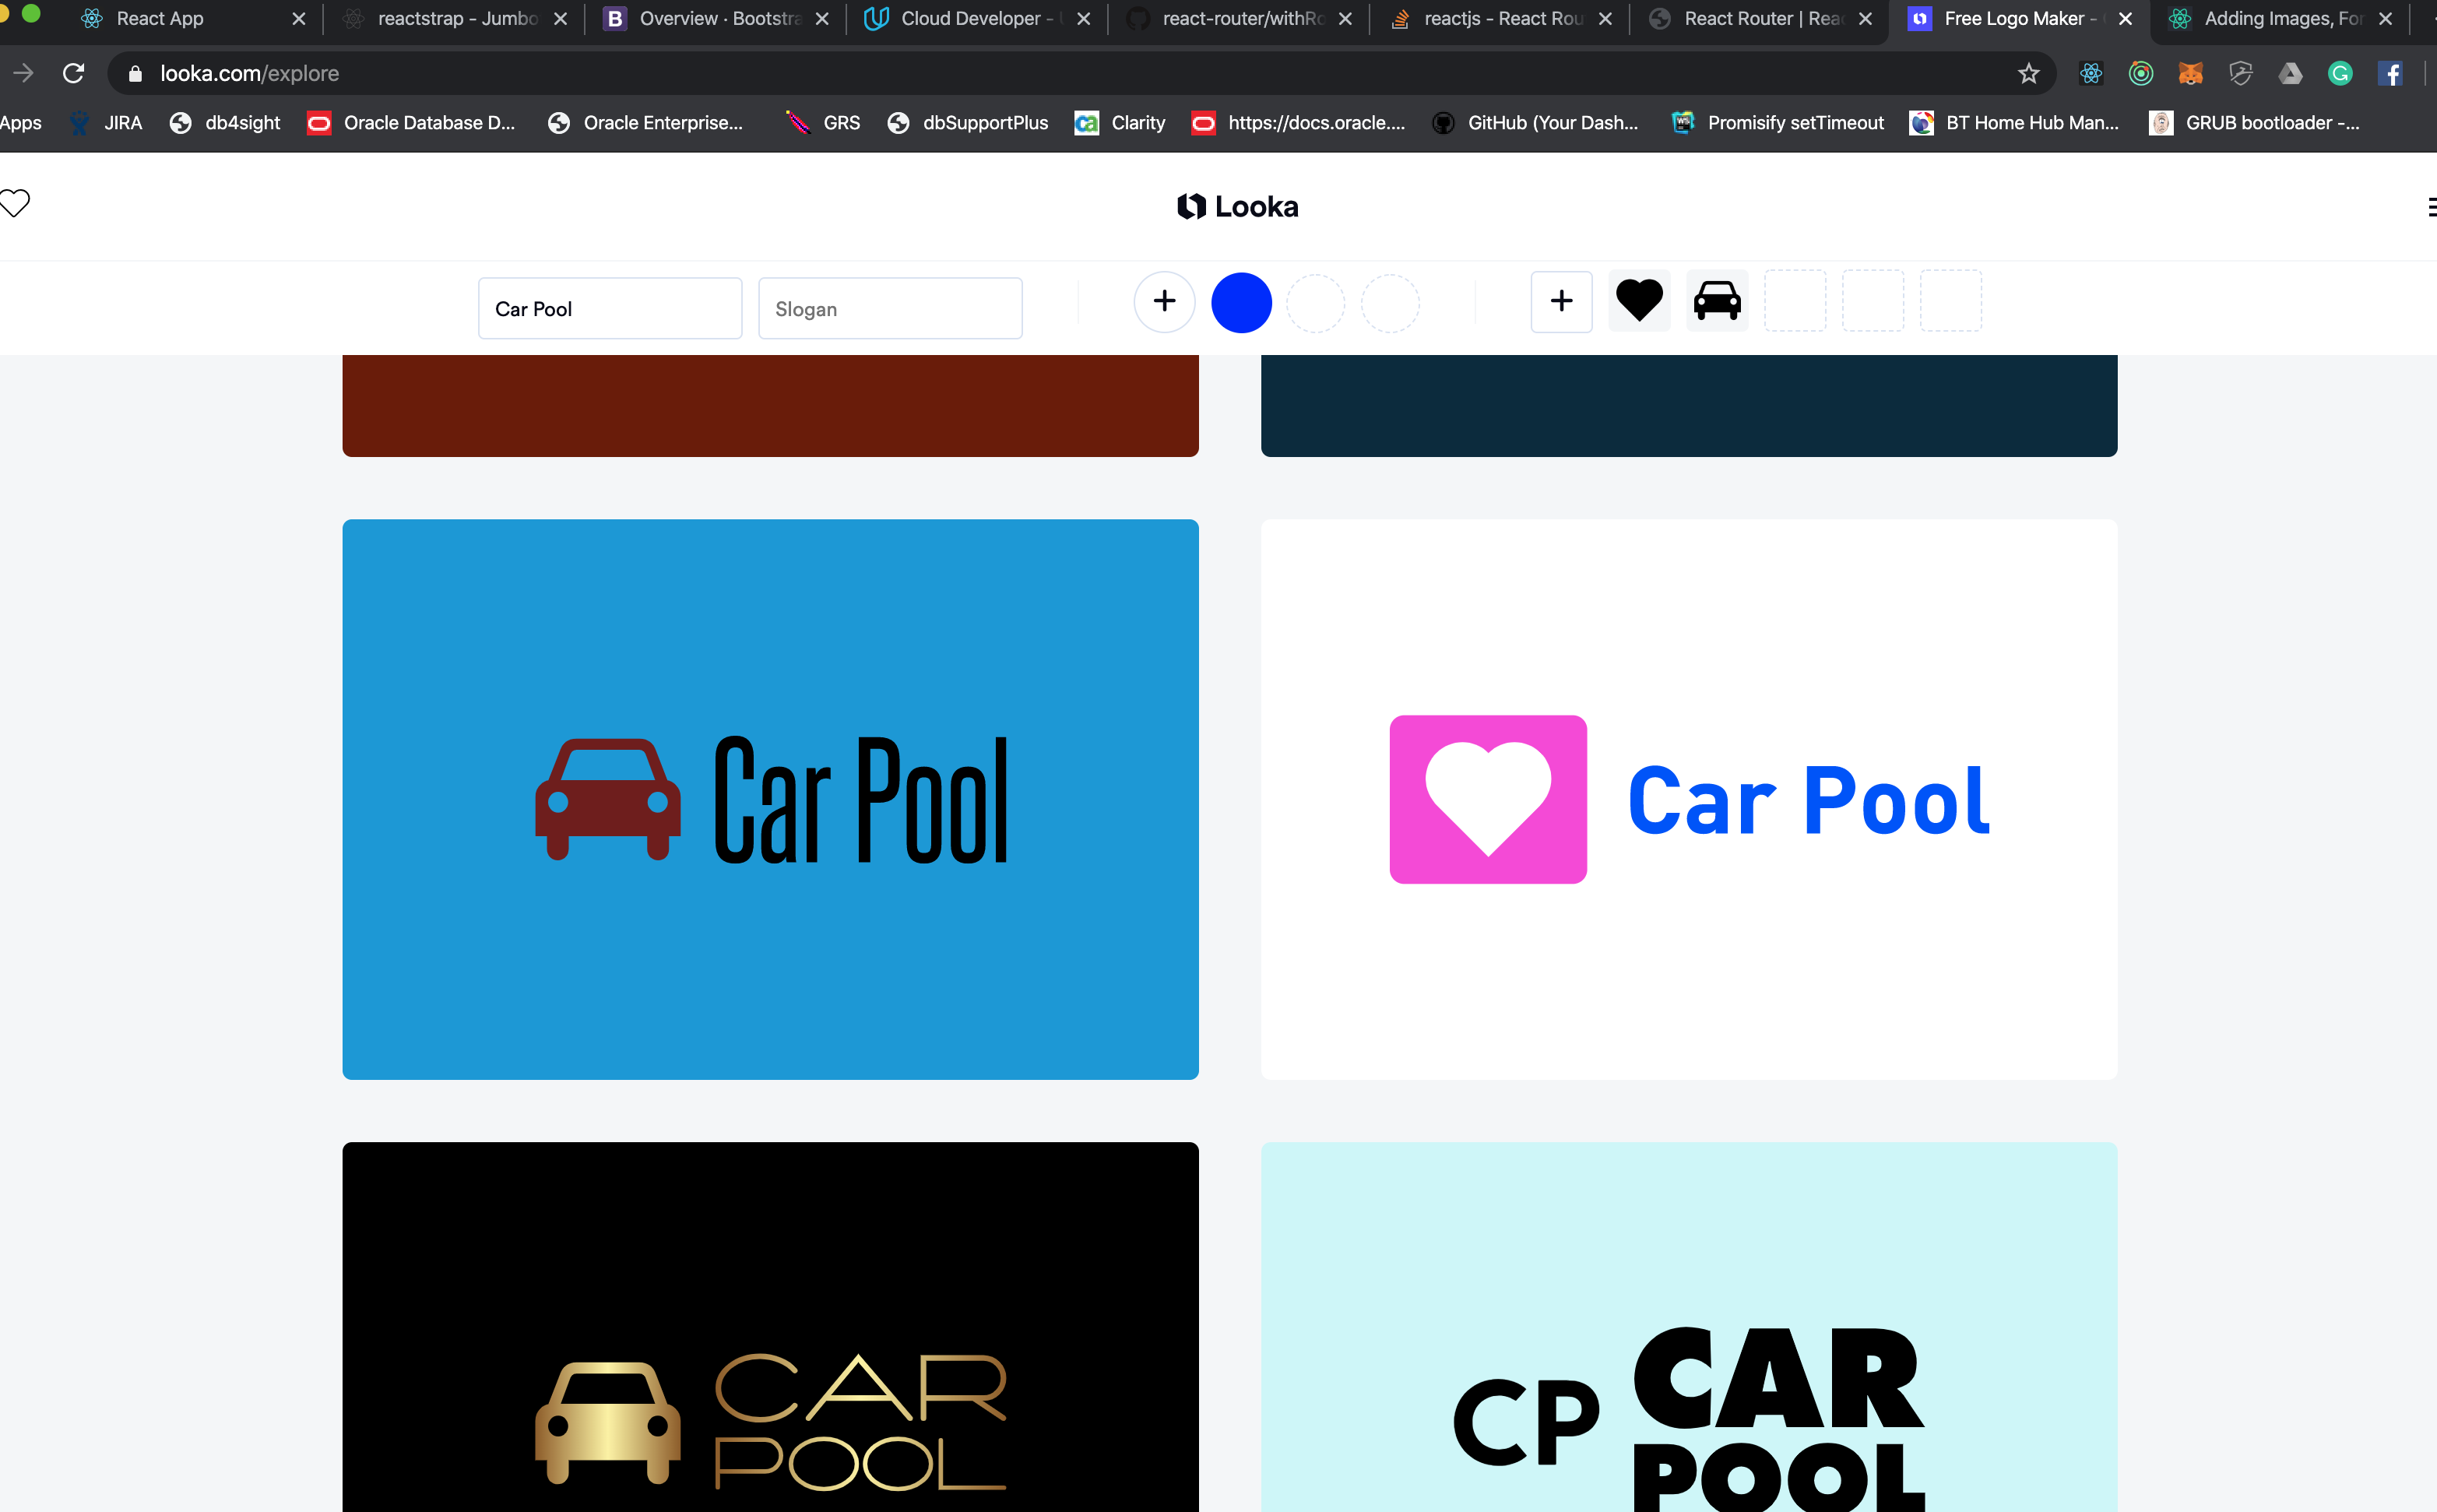 React App
reactstrap - Jumbo
B Overview · Bootstra
Cloud Developer -
react-router/withRo
reactjs - React Rou
React Router | Rea
Free Logo Maker -
Adding Images, For
looka.com/explore
Apps
JIRA
db4sight
Oracle Database D...
Oracle Enterprise...
GRS
dbSupportPlus
ca Clarity
https://docs.oracle....
GitHub (Your Dash...
WS Promisify setTimeout
BT Home Hub Man...
GRUB bootloader -...
Looka
Car Pool
Slogan
Car Pool
Car Pool
CAR
POOL
CP
CAR
POOL